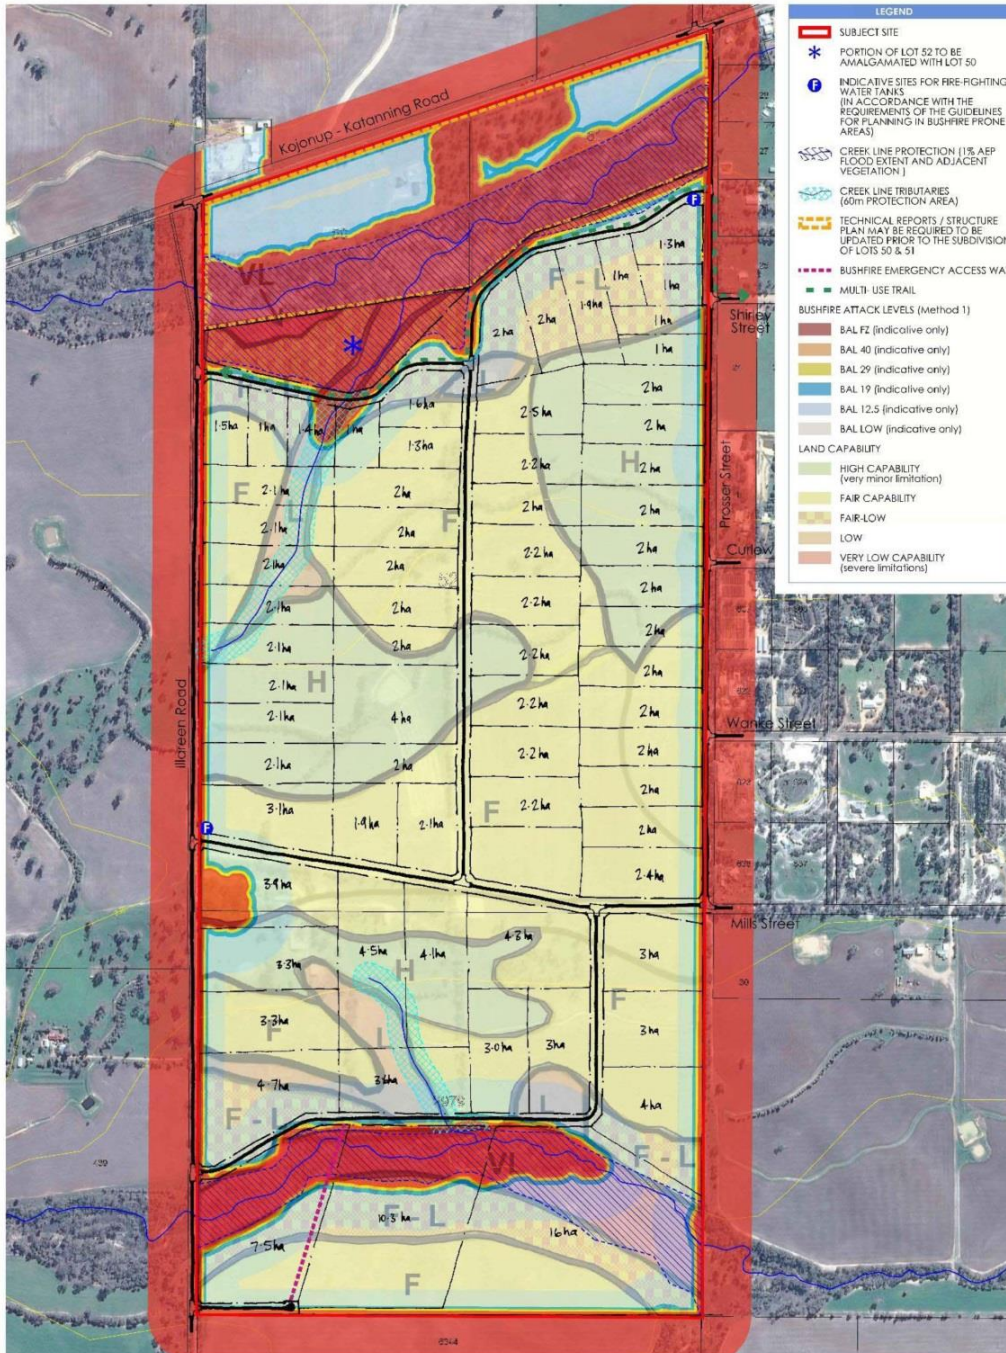 LEGEND
SUBJECT SITE
PORTION OF LOT 52 TO BE
AMALGAMATED WITH LOT 50
INDICATIVE SITES FOR FIRE-FIGHTING
WATER TANKS
(IN ACCORDANCE WITH THE
REQUIREMENTS OF THE GUIDELINES
FOR PLANNING IN BUSHFIRE PRONE
AREAS)
CREEK LINE PROTECTION (1% AEP
FLOOD EXTENT AND ADJACENT
VEGETATION )
CREEK LINE TRIBUTARIES
(60m PROTECTION AREA)
TECHNICAL REPORTS / STRUCTURE
PLAN MAY BE REQUIRED TO BE
UPDATED PRIOR TO THE SUBDIVISION
OF LOTS 50 & 51
BUSHFIRE EMERGENCY ACCESS WA
MULTI- USE TRAIL
BUSHFIRE ATTACK LEVELS (Method 1)
BAL FZ (indicative only)
BAL 40 (indicative only)
BAL 29 (indicative only)
BAL 19 (indicative only)
BAL 12.5 (indicative only)
BAL LOW (indicative only)
LAND CAPABILITY
HIGH CAPABILITY
(very minor limitation)
FAIR CAPABILITY
FAIR-LOW
LOW
VERY LOW CAPABILITY
(severe limitations)
Kojonup - Katanning Road
F
VL
F - L
1.3ha
1ha
1ha
1.9ha
1ha
2ha
2ha
1ha
Shirley
Street
1.5ha
1ha
1.4ha
1ha
1.6ha
1.3ha
2.5ha
2ha
2ha
H
2ha
F
2.1ha
2ha
F
2.2ha
2.1ha
2ha
2ha
2ha
Prosser Street
2.1ha
2ha
2.2ha
2ha
Curlew
2.1ha
2ha
2.2ha
2ha
2.1ha
2ha
2.2ha
2ha
2.1ha
H
2ha
2.1ha
4ha
2.2ha
2ha
Wanke Street
Illareen Road
2.1ha
2ha
2.2ha
2ha
3.1ha
1.9ha
2.1ha
F
2.2ha
2ha
2ha
F
2.4ha
Mills Street
3.9ha
4.5ha
4.1ha
4.3ha
3ha
3.3ha
H
F
3.3ha
F
L
3.0ha
3ha
3ha
4.7ha
F - L
L
4ha
VL
F - L
10.3ha
F - L
16ha
7.5ha
F